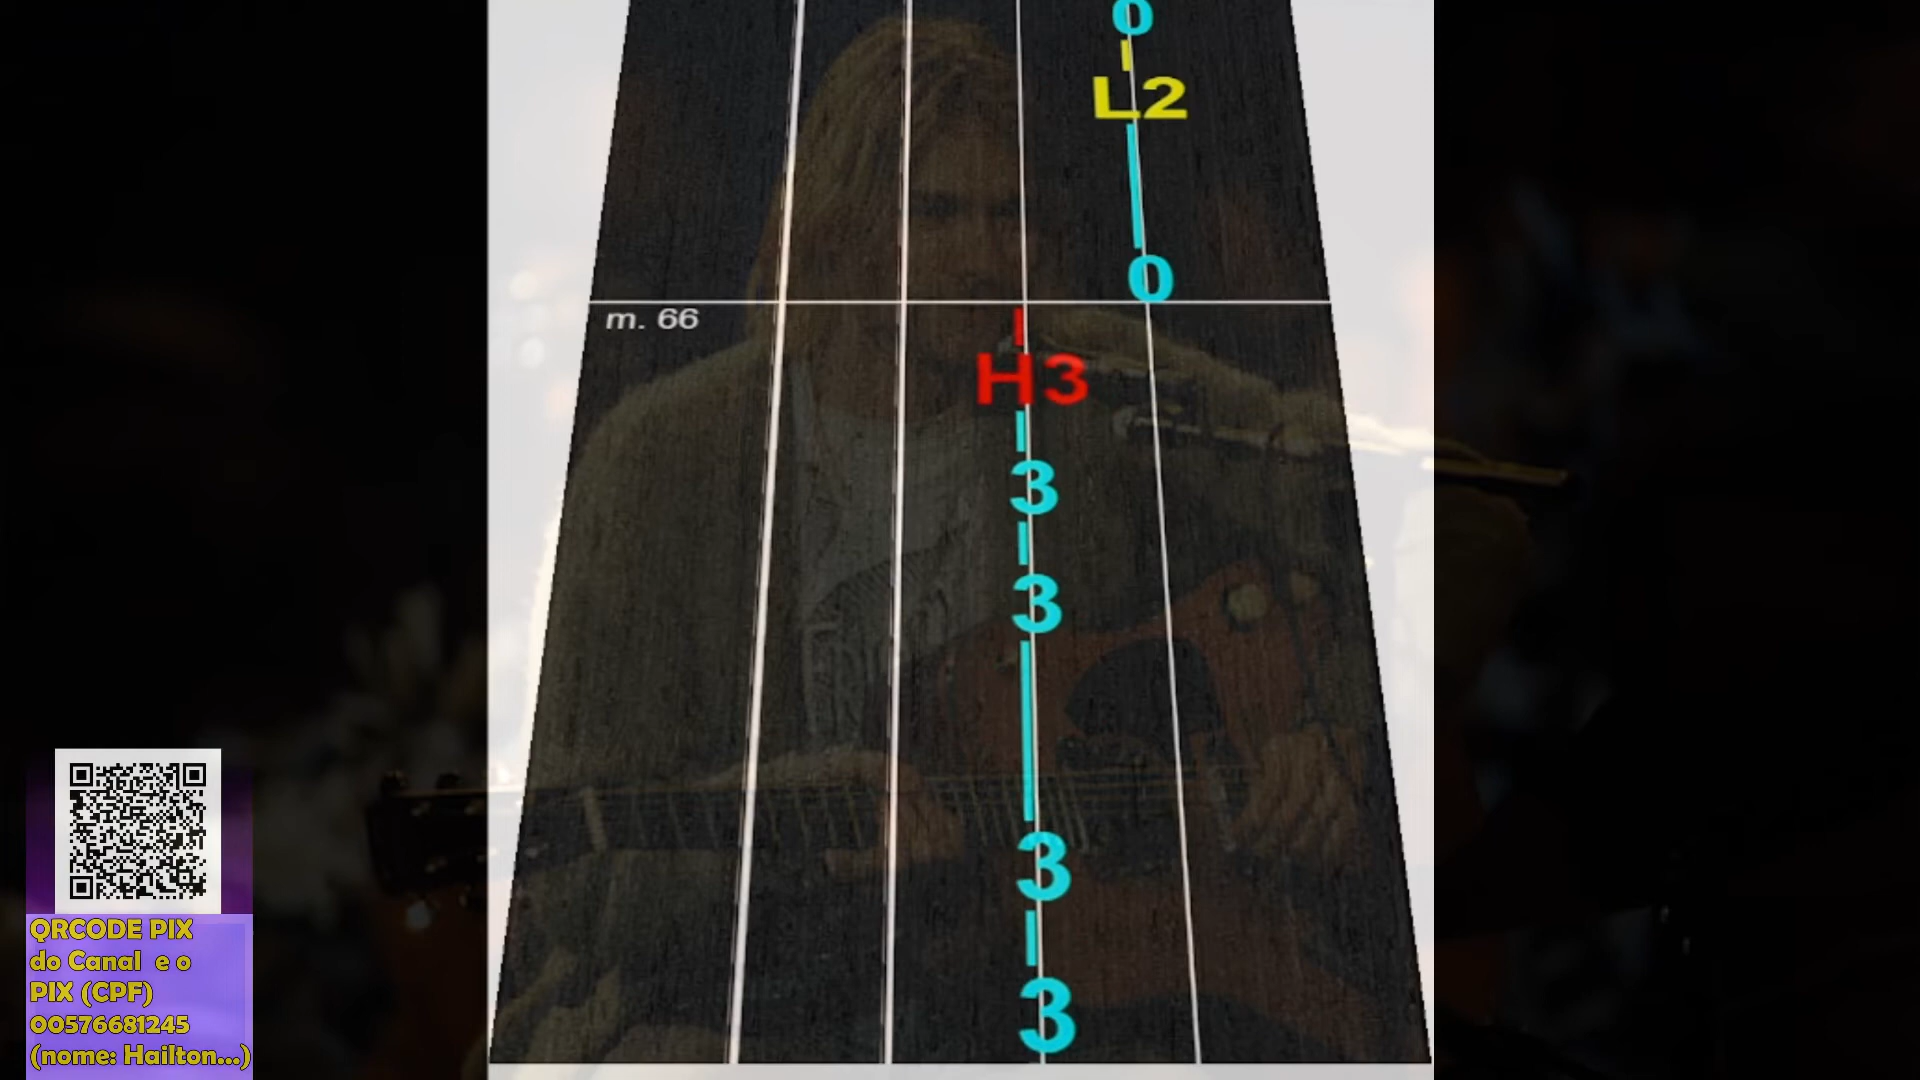 0
L2
0
m. 66
H3
3
3
3
3
QRCODE PIX
do Canal e o
PIX (CPF)
00576681245
(nome: Hailton...)